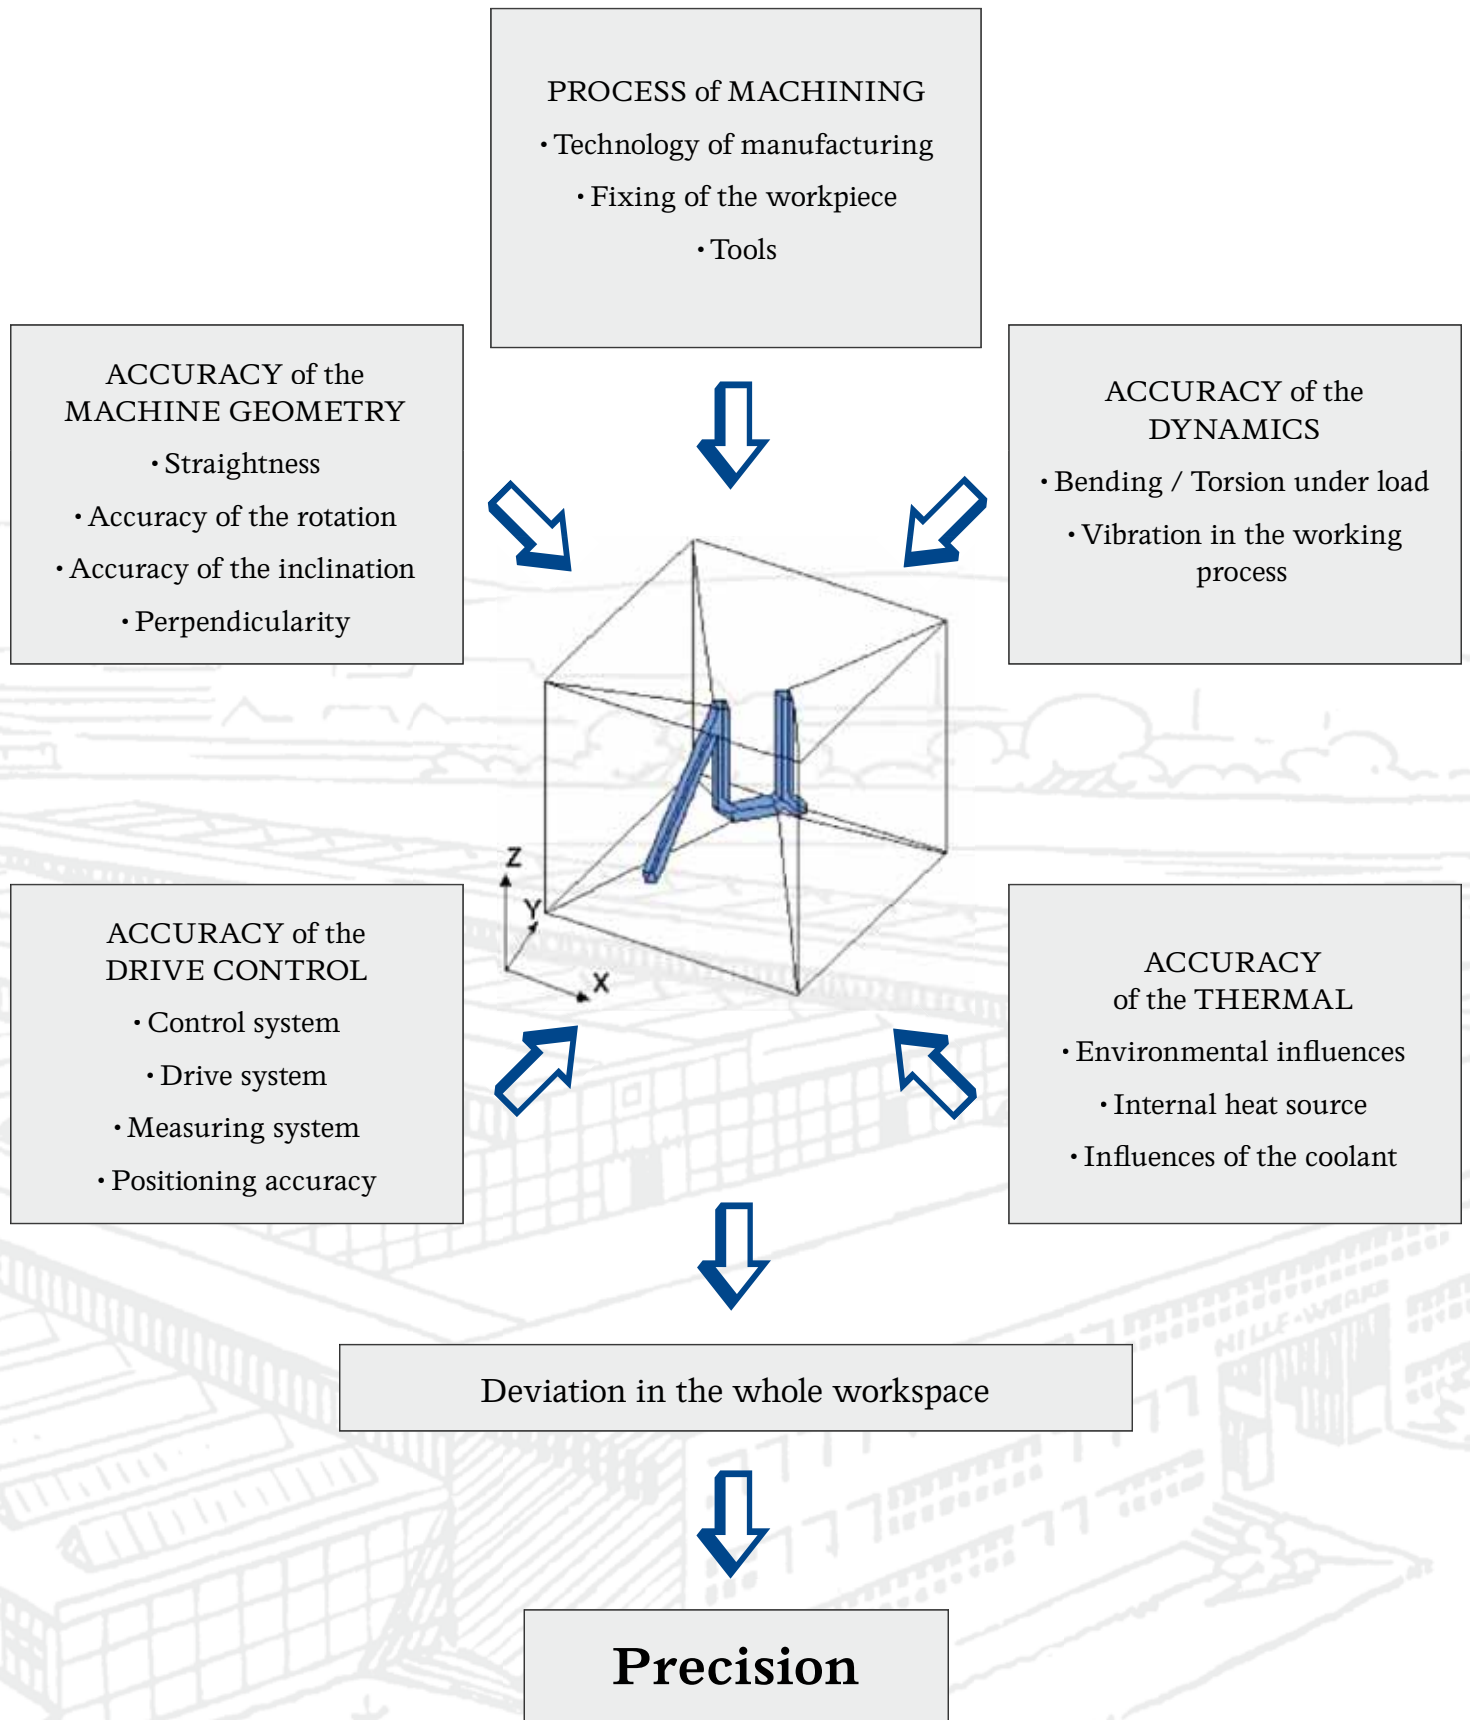 PROCESS of MACHINING
· Technology of manufacturing
· Fixing of the workpiece
· Tools
ACCURACY of the
MACHINE GEOMETRY
· Straightness
· Accuracy of the rotation
· Accuracy of the inclination
· Perpendicularity
ACCURACY of the
DYNAMICS
· Bending / Torsion under load
· Vibration in the working
process
μ
Z
Y
X
ACCURACY of the
DRIVE CONTROL
· Control system
· Drive system
· Measuring system
· Positioning accuracy
ACCURACY
of the THERMAL
· Environmental influences
· Internal heat source
· Influences of the coolant
HILLE-WERKE
Deviation in the whole workspace
Precision